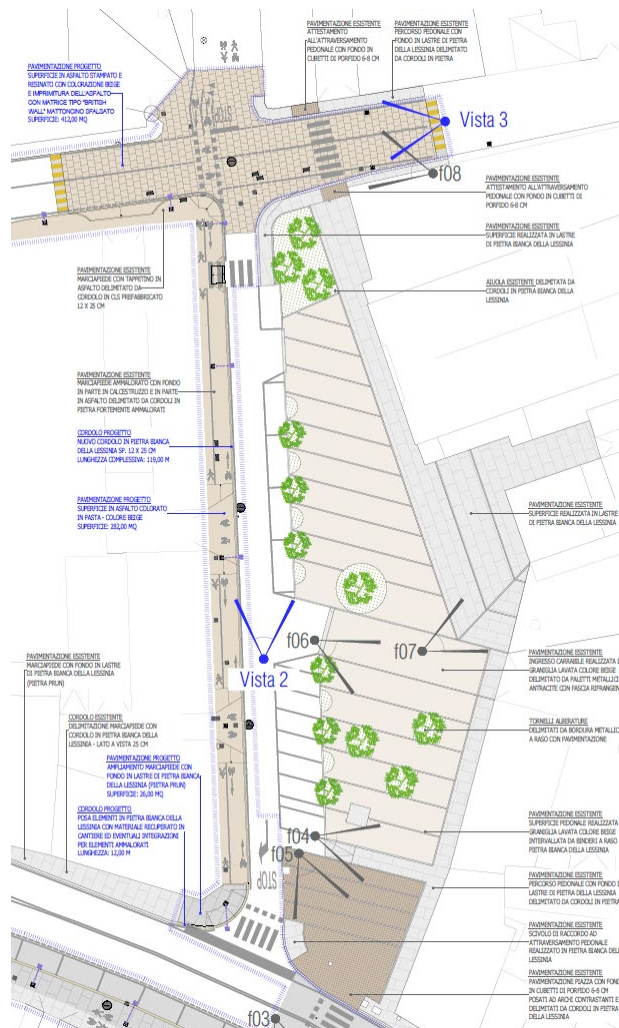 PAVIMENTAZIONE ESISTENTE
ATTESTAMENTO
ALL'ATTRAVERSAMENTO
PEDONALE CON FONDO IN
CUBETTI DI PORFIDO 6-8 CM
PAVIMENTAZIONE ESISTENTE
PERCORSO PEDONALE CON
FONDO IN LASTRE DI PIETRA
DELLA LESSINIA DELIMITATO
DA CORDOLI IN PIETRA
PAVIMENTAZIONE PROGETTO
SUPERFICIE IN ASFALTO STAMPATO E
RESINATO CON COLORAZIONE BEIGE
E IMPRIMITURA DELL'ASFALTO
CON MATRICE TIPO "BRITISH
WALL" MATTONCINO SFALSATO
SUPERFICIE: 412,00 MQ
STOP
Vista 3
f08
PAVIMENTAZIONE ESISTENTE
ATTESTAMENTO ALL'ATTRAVERSAMENTO
PEDONALE CON FONDO IN CUBETTI DI
PORFIDO 6-8 CM
PAVIMENTAZIONE ESISTENTE
SUPERFICIE REALIZZATA IN LASTRE
DI PIETRA BIANCA DELLA LESSINIA
PAVIMENTAZIONE ESISTENTE
MARCIAPIEDE CON TAPPETINO IN
ASFALTO DELIMITATO DA
CORDOLO IN CLS PREFABBRICATO
12 X 25 CM
AIUOLA ESISTENTE DELIMITATA DA
CORDOLI IN PIETRA BIANCA DELLA
LESSINIA
PAVIMENTAZIONE ESISTENTE
MARCIAPIEDE AMMALORATO CON FONDO
IN PARTE IN CALCESTRUZZO E IN PARTE
IN ASFALTO DELIMITATO DA CORDOLI IN
PIETRA FORTEMENTE AMMALORATI
CORDOLO PROGETTO
NUOVO CORDOLO IN PIETRA BIANCA
DELLA LESSINIA SP. 12 X 25 CM
LUNGHEZZA COMPLESSIVA: 119,00 M
PAVIMENTAZIONE PROGETTO
SUPERFICE IN ASFALTO COLORATO
IN PASTA - COLORE BEIGE
SUPERFICIE: 282,00 MQ
PAVIMENTAZIONE ESISTENTE
SUPERFICIE REALIZZATA IN LASTRE
DI PIETRA BIANCA DELLA LESSINIA
f06
f07
Vista 2
PAVIMENTAZIONE ESISTENTE
MARCIAPIEDE CON FONDO IN LASTRE
DI PIETRA BIANCA DELLA LESSINIA
(PIETRA PRUN)
PAVIMENTAZIONE ESISTENTE
INGRESSO CARRABILE REALIZZATA I
GRANIGLIA LAVATA COLORE BEIGE
DELIMITATO DA PALETTI METALLICI
ANTRACITE CON FASCIA RIFRANGEN
CORDOLO ESISTENTE
DELIMITAZIONE MARCIAPIEDE CON
CORDOLO IN PIETRA BIANCA DELLA
LESSINIA - LATO A VISTA 25 CM
TORNELLI ALBERATURE
DELIMITATI DA BORDURA METALLIC
A RASO CON PAVIMENTAZIONE
PAVIMENTAZIONE PROGETTO
AMPLIAMENTO MARCIAPIEDE CON
FONDO IN LASTRE DI PIETRA BIANCA
DELLA LESSINIA (PIETRA PRUN)
SUPERFICIE: 26,00 MQ
CORDOLO PROGETTO
POSA ELEMENTI IN PIETRA BIANCA DELLA
LESSINIA CON MATERIALE RECUPERATO IN
CANTIERE ED EVENTUALI INTEGRAZIONI
PER ELEMENTI AMMALORATI
LUNGHEZZA: 12,00 M
PAVIMENTAZIONE ESISTENTE
SUPERFICIE PEDONALE REALIZZATA
GRANIGLIA LAVATA COLORE BEIGE
INTERVALLATA DA BINDERI A RASO
PIETRA BIANCA DELLA LESSINIA
f04
f05
STOP
PAVIMENTAZIONE ESISTENTE
PERCORSO PEDONALE CON FONDO I
LASTRE DI PIETRA DELLA LESSINIA
DELIMITATO DA CORDOLI IN PIETRA
PAVIMENTAZIONE ESISTENTE
SCIVOLO DI RACCORDO AD
ATTRAVERSAMENTO PEDONALE
REALIZZATO IN PIETRA BIANCA DELL
LESSINIA
PAVIMENTAZIONE ESISTENTE
PAVIMENTAZIONE PIAZZA CON FOND
IN CUBETTI DI PORFIDO 6-8 CM
POSATI AD ARCHI CONTRASTANTI E
DELIMITATI DA CORDOLI IN PIETRA
DELLA LESSINIA
f03